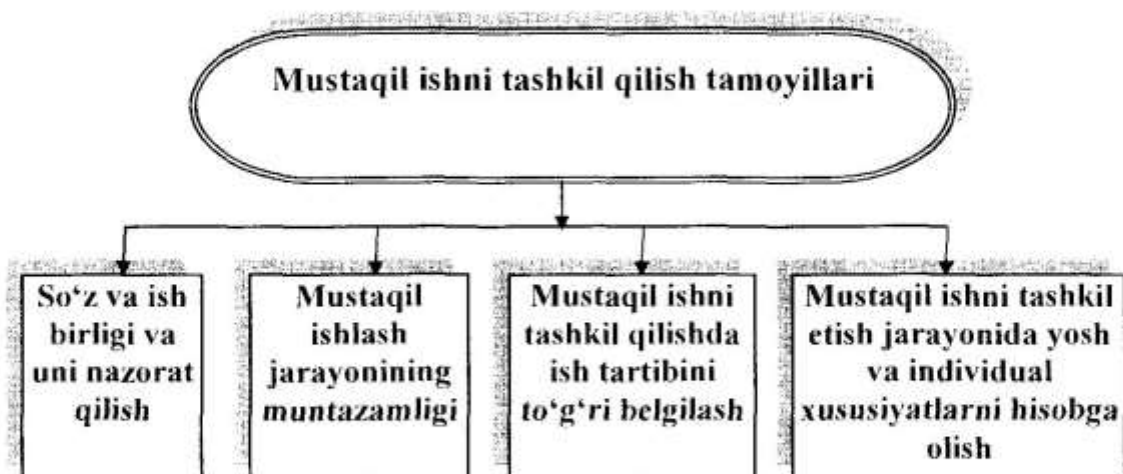 Mustaqil ishni tashkil qilish tamoyillari
So‘z va ish
birligi va
uni nazorat
qilish
Mustaqil
ishlash
jarayonining
muntazamligi
Mustaqil ishni
tashkil qilishda
ish tartibini
to‘g‘ri belgilash
Mustaqil ishni tashkil
etish jarayonida yosh
va individual
xususiyatlarni hisobga
olish